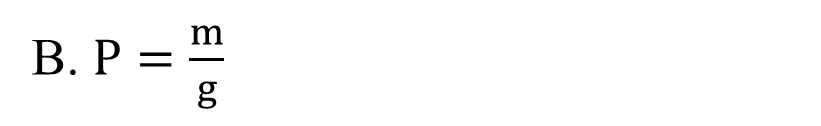 B. P = m/g